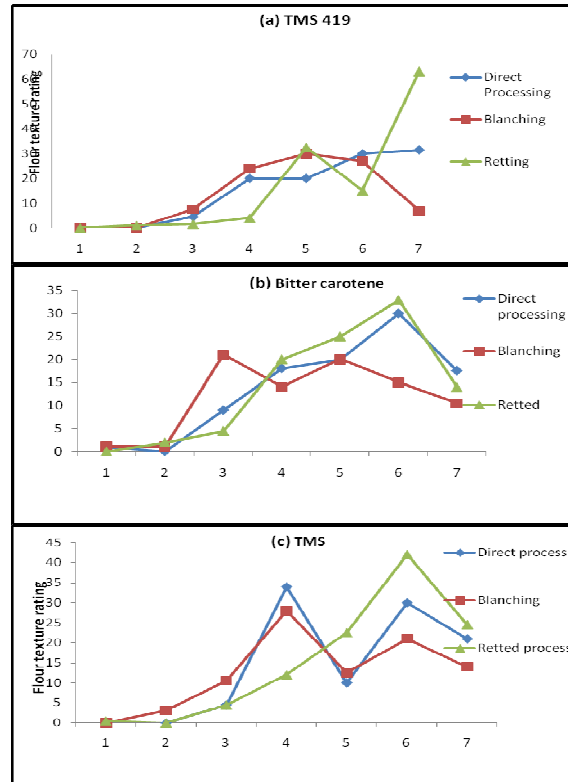 (a) TMS 419
Flour texture rating
70
60
50
40
30
20
10
0
1 2 3 4 5 6 7
Direct
Processing
Blanching
Retting
(b) Bitter carotene
35
30
25
20
15
10
5
0
1 2 3 4 5 6 7
Direct
processing
Blanching
Retted
(c) TMS
Flour texture rating
45
40
35
30
25
20
15
10
5
0
1 2 3 4 5 6 7
Direct process
Blanching
Retted process